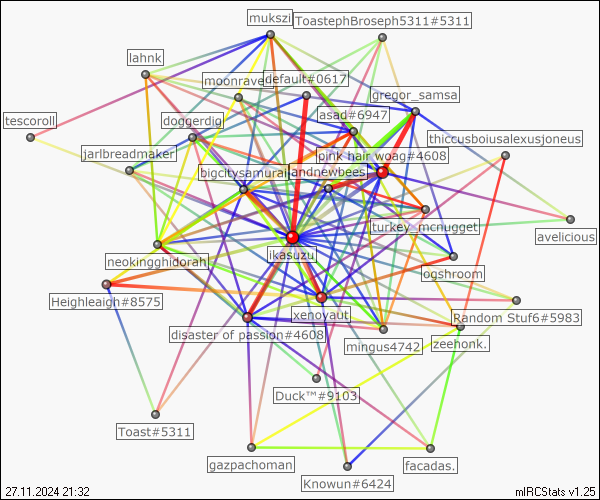 mukszi
ToastephBroseph5311#5311
lahnk
moonraven
default#0617
gregor_samsa
asad#6947
tescoroll
doggerdig
thiccusboiusalexusjoneus
jarlbreadmaker
pink hair woag#4608
bigcitysamurai
andnewbees
turkey_mcnugget
avelicious
neokingghidorah
ikasuzu
logshroom
Heighleaigh#8575
xenoyaut
Random Stuf6#5983
disaster of passion#4608
mingus4742
zeehonk.
Duck™#9103
Toast#5311
gazpachoman
facadas.
Knowun#6424
27.11.2024 21:32
mIRCStats v1.25